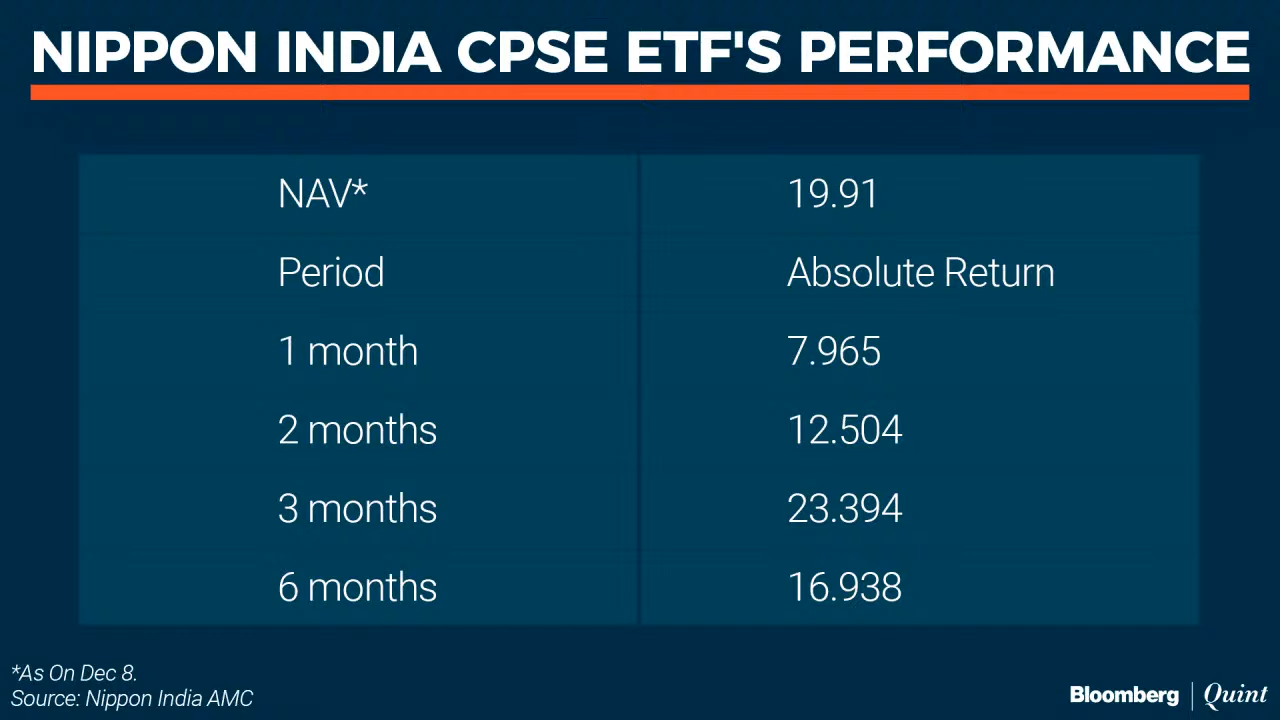 NIPPON INDIA CPSE ETF'S PERFORMANCE
NAV* 19.91
Period Absolute Return
1 month 7.965
2 months 12.504
3 months 23.394
6 months 16.938
*As On Dec 8.
Source: Nippon India AMC
Bloomberg | Quint